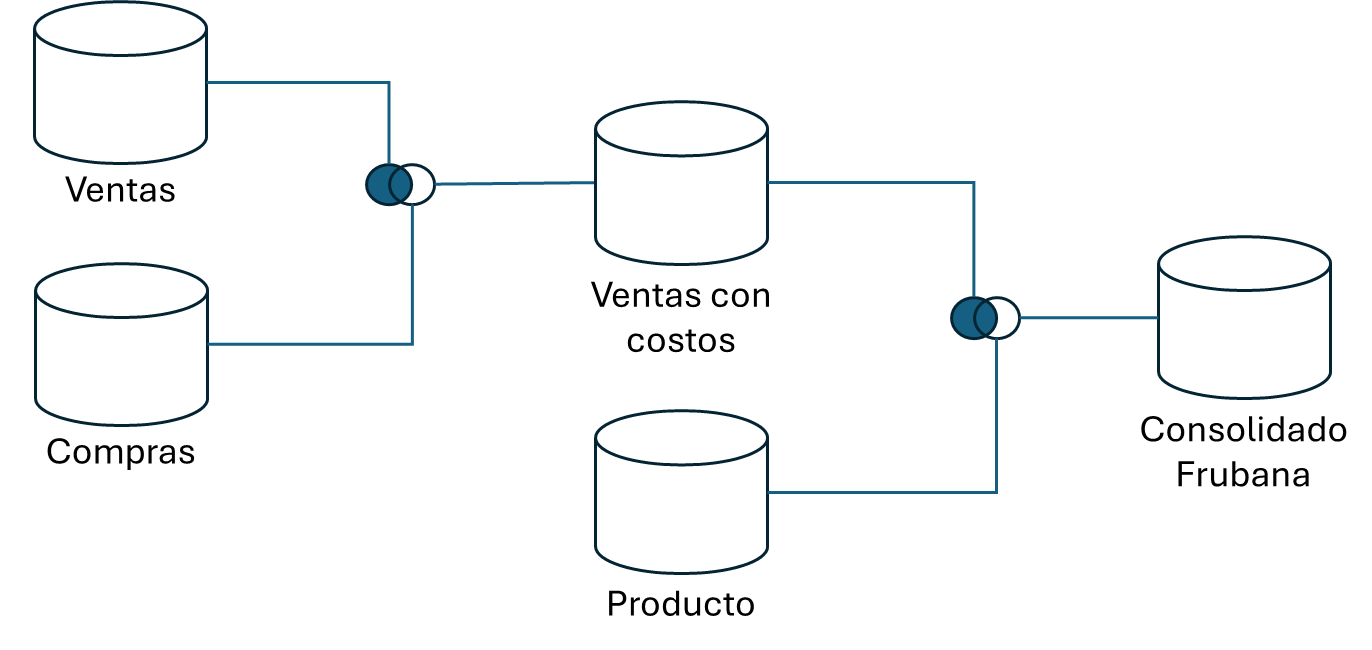 Ventas
Compras
Ventas con
costos
Producto
Consolidado
Frubana